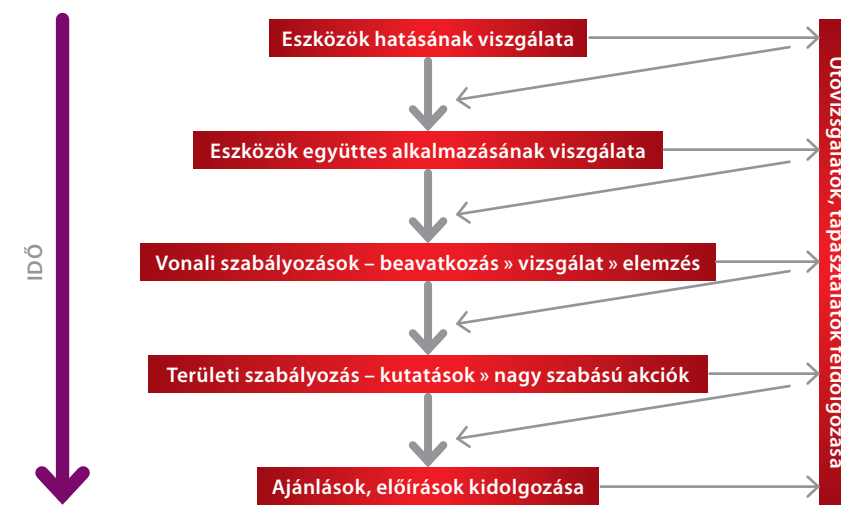 Eszközök hatásának viszgálata
Eszközök együttes alkalmazásának viszgálata
IDŐ
Vonali szabályozások – beavatkozás » vizsgálat » elemzés
Területi szabályozás – kutatások » nagy szabású akciók
Ajánlások, előírások kidolgozása
Utóvizsgálatok, tapasztalatok feldolgozása